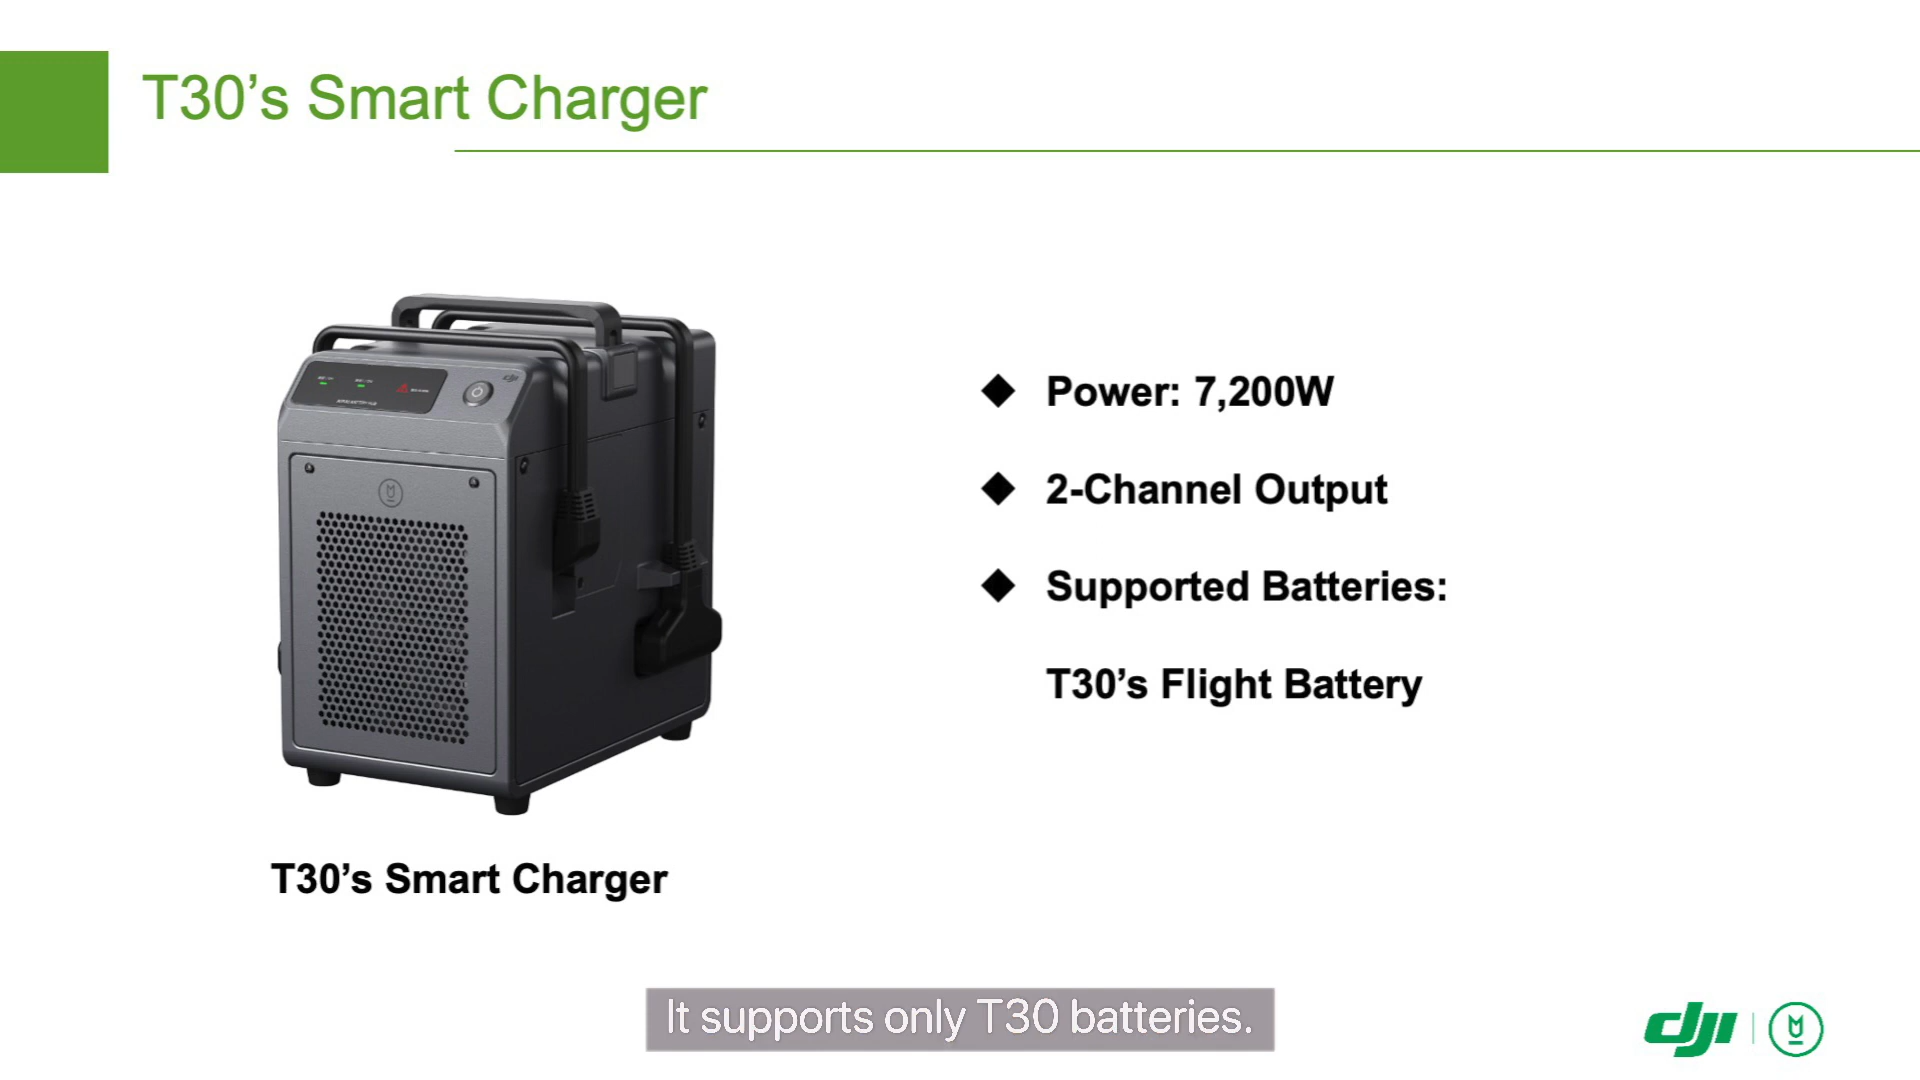 T30’s Smart Charger
Power: 7,200W
2-Channel Output
Supported Batteries:
T30’s Flight Battery
T30’s Smart Charger
It supports only T30 batteries.
dji